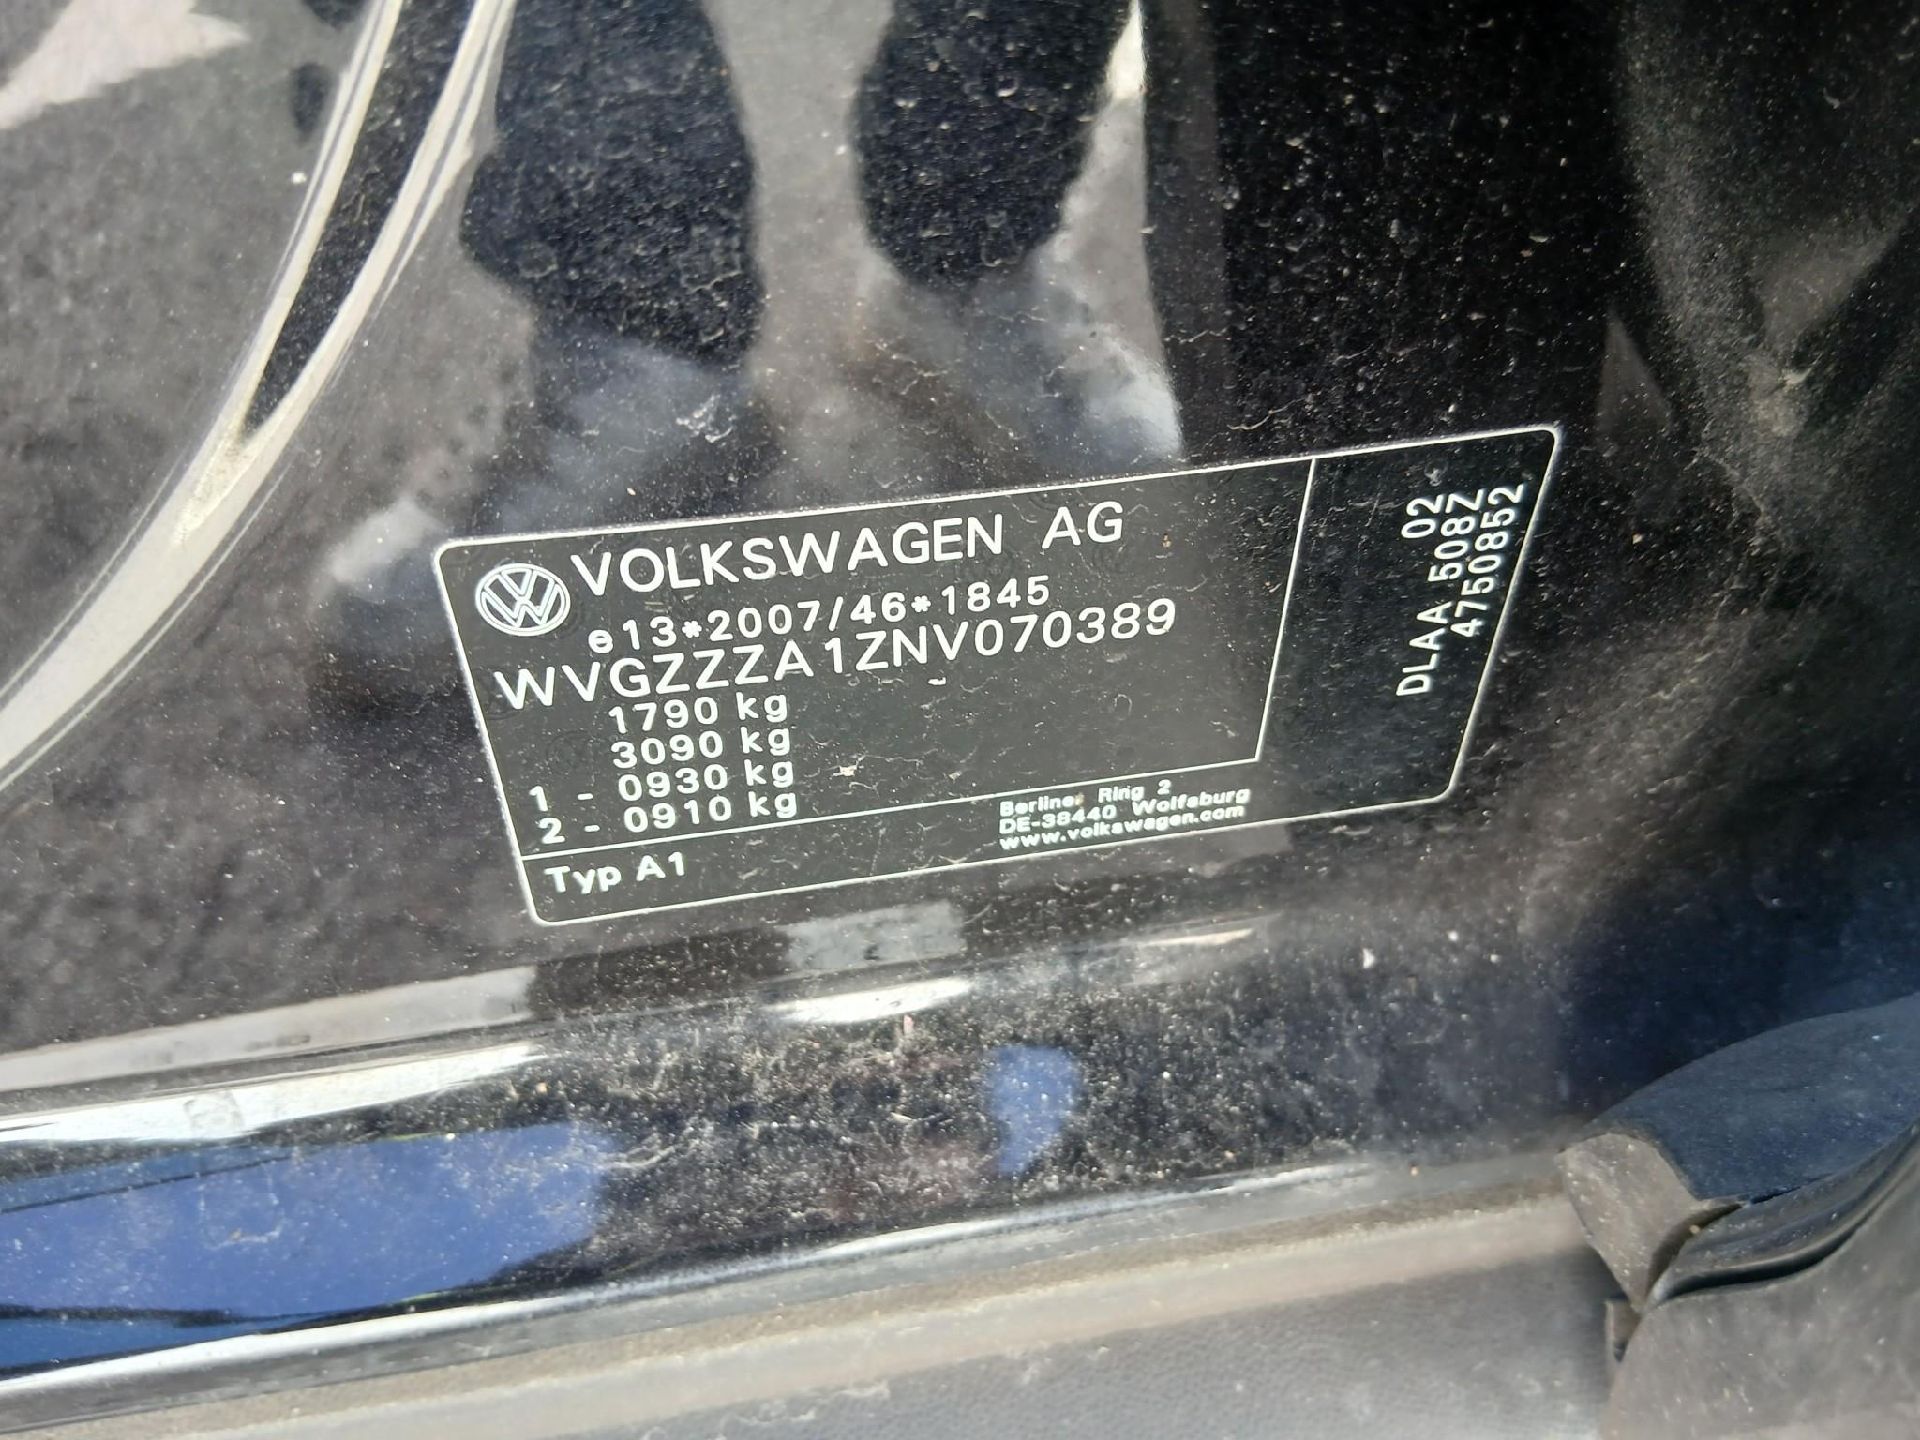 VOLKSWAGEN AG
e13*2007/46*1845
WVGZZZA1ZNV070389
1790 kg
3090 kg
1 - 0930 kg
2 - 0910 kg
Typ A1
Berliner Ring 2
DE-38440 Wolfsburg
www.volkswagen.com
02
DLAA 508Z
4750852